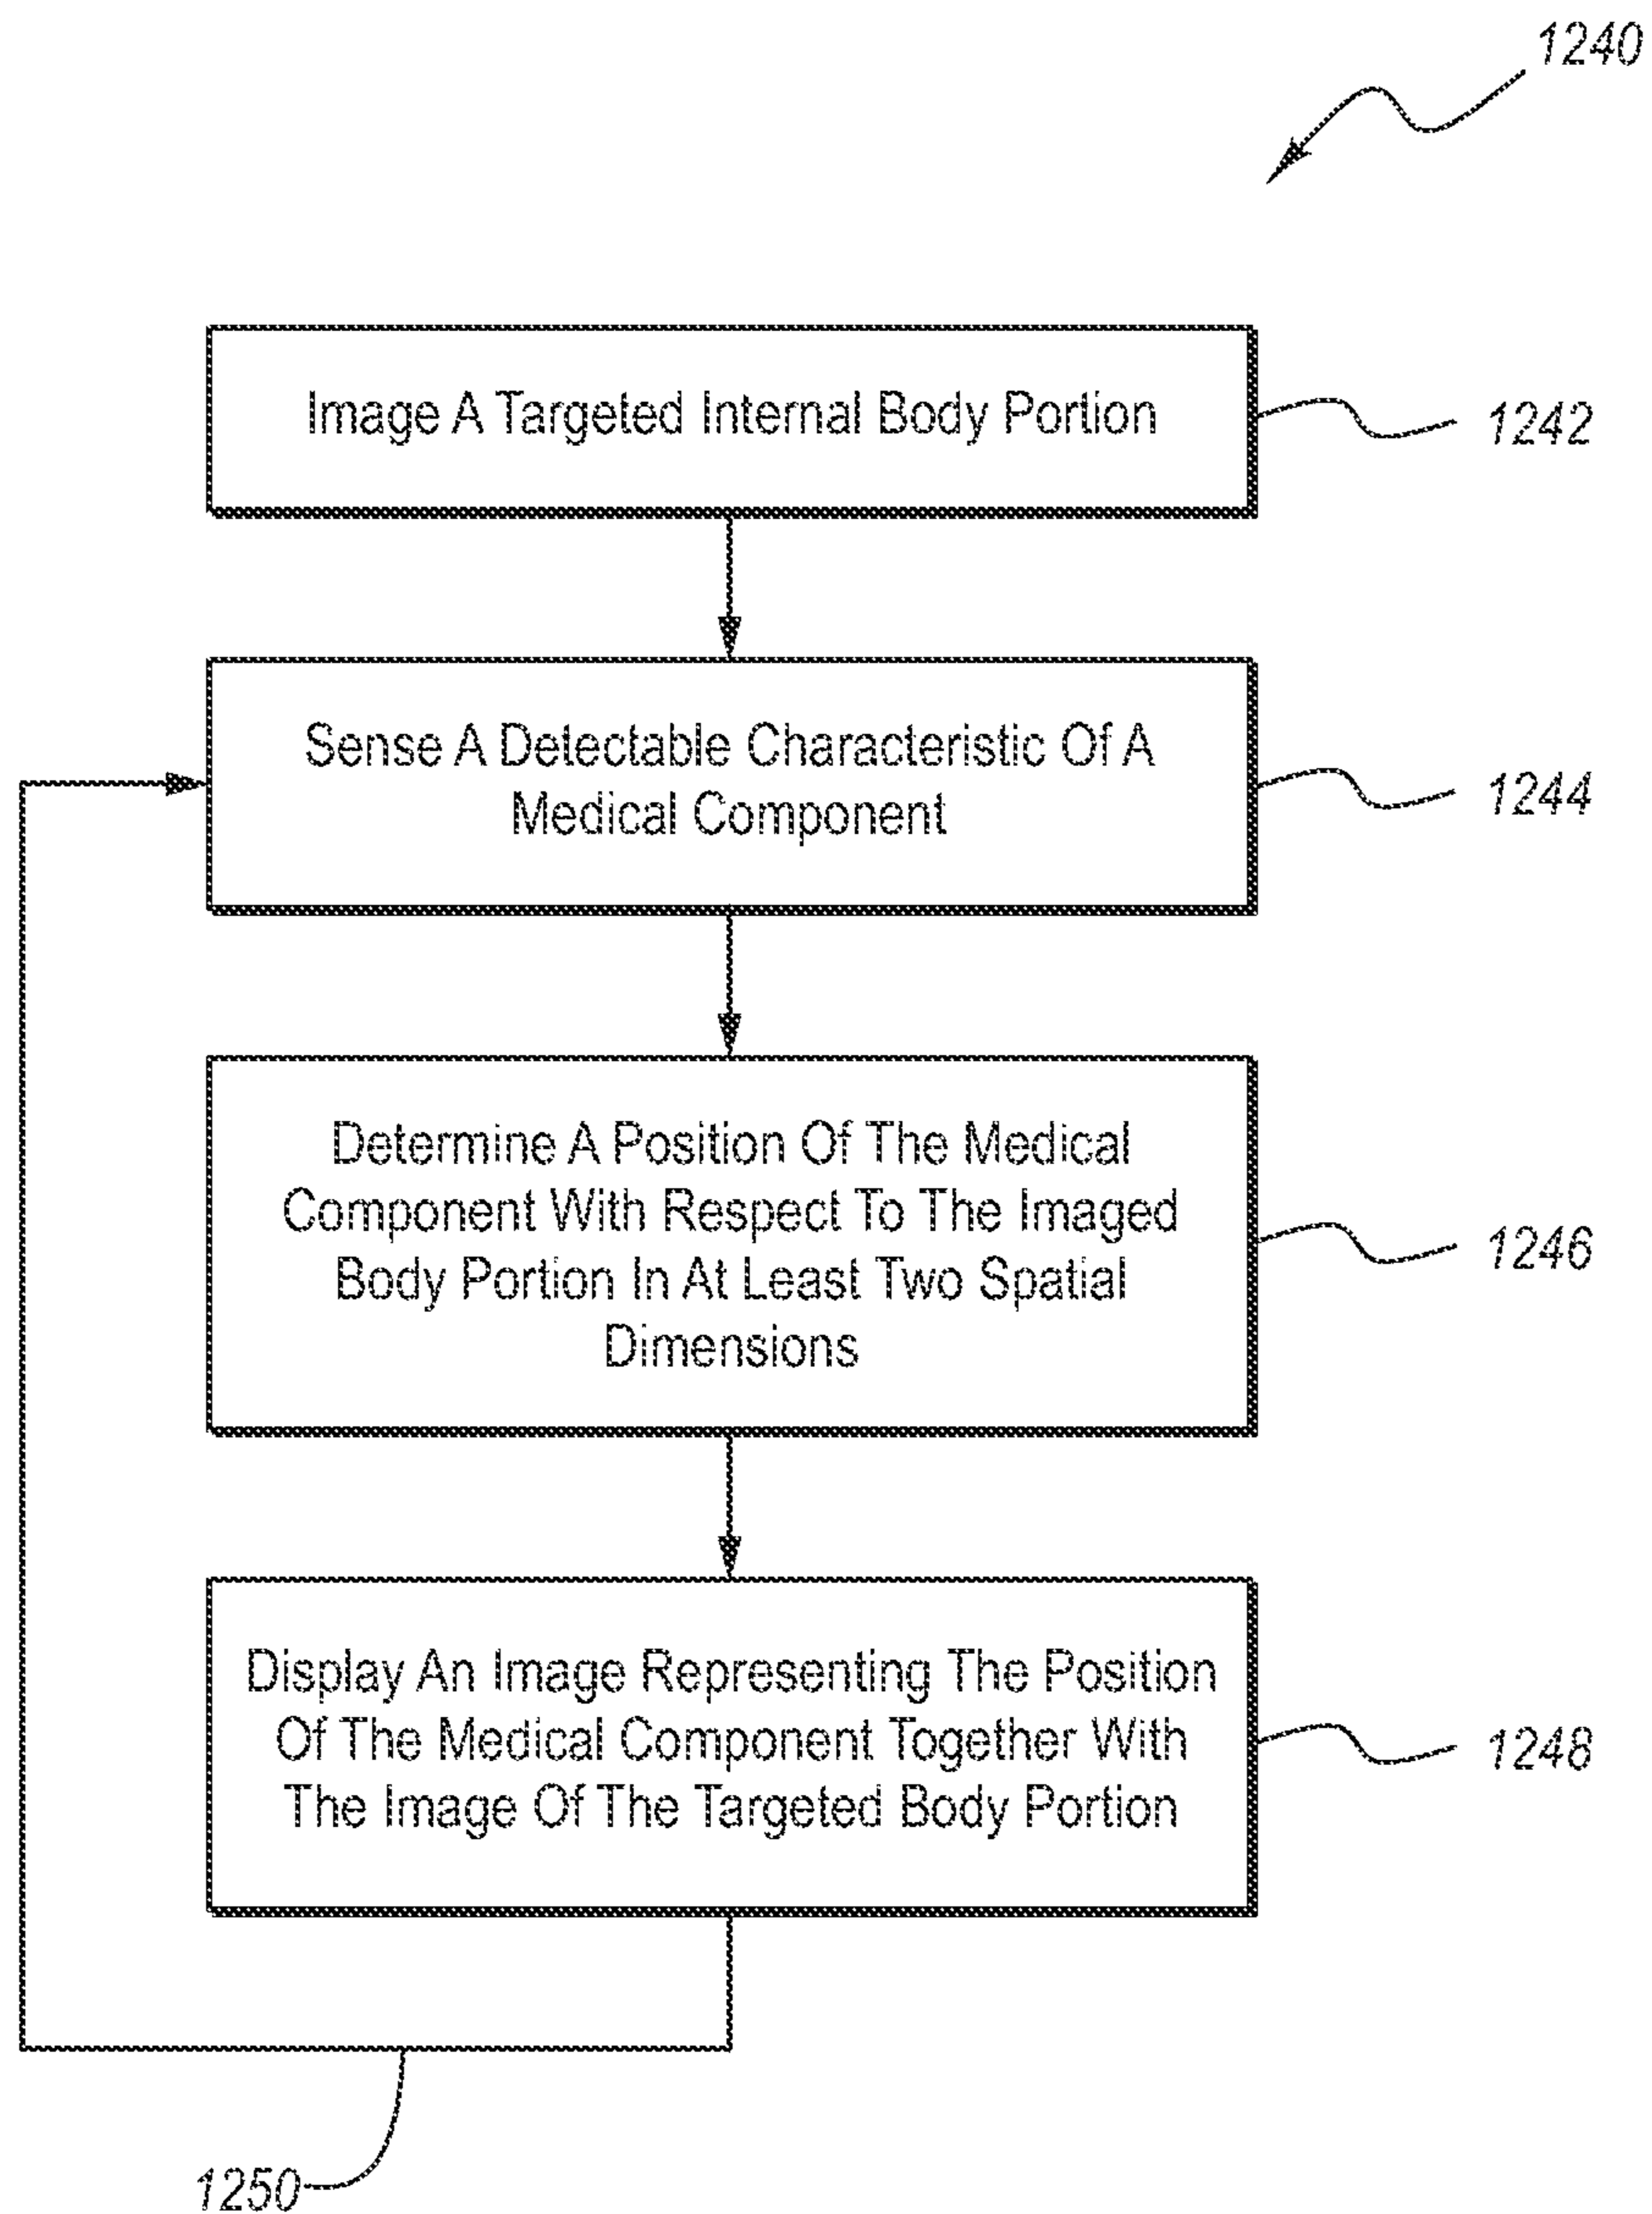 1240
Image A Targeted Internal Body Portion
1242
Sense A Detectable Characteristic Of A
Medical Component
1244
Determine A Position Of The Medical
Component With Respect To The Imaged
Body Portion In At Least Two Spatial
Dimensions
1246
Display An Image Representing The Position
Of The Medical Component Together With
The Image Of The Targeted Body Portion
1248
1250